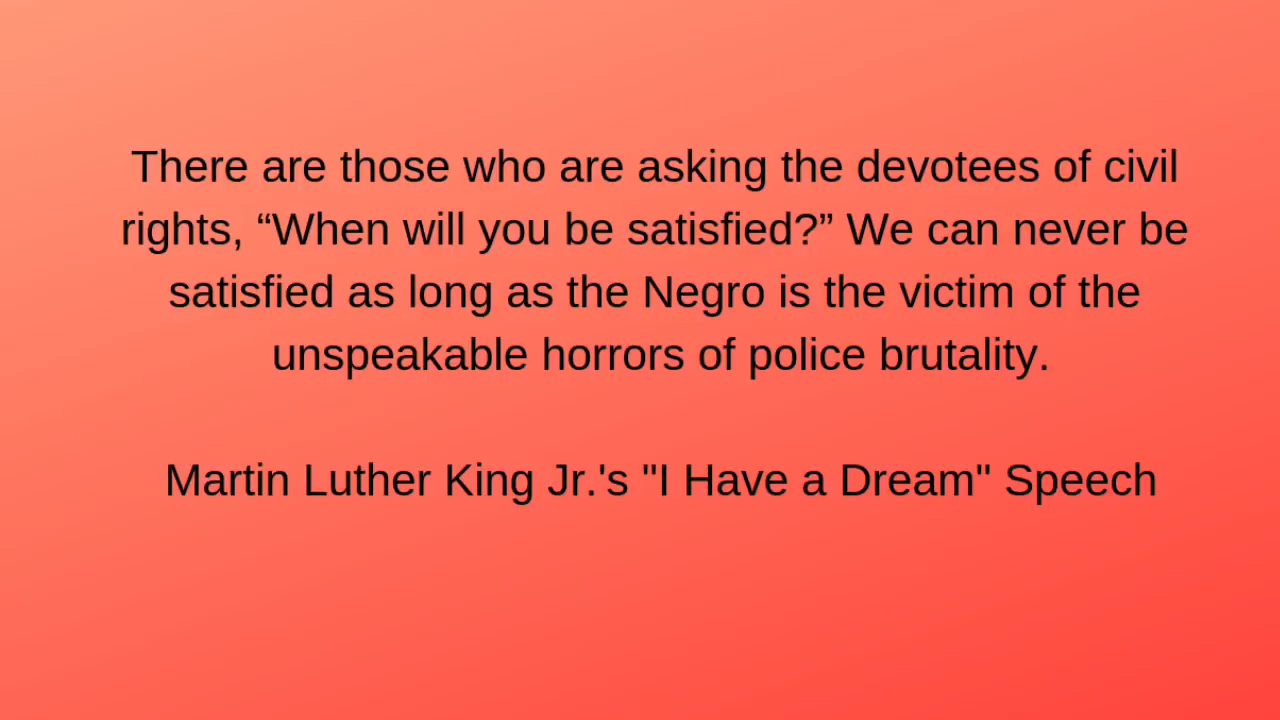 There are those who are asking the devotees of civil
rights, “When will you be satisfied?” We can never be
satisfied as long as the Negro is the victim of the
unspeakable horrors of police brutality.
Martin Luther King Jr.'s "I Have a Dream" Speech